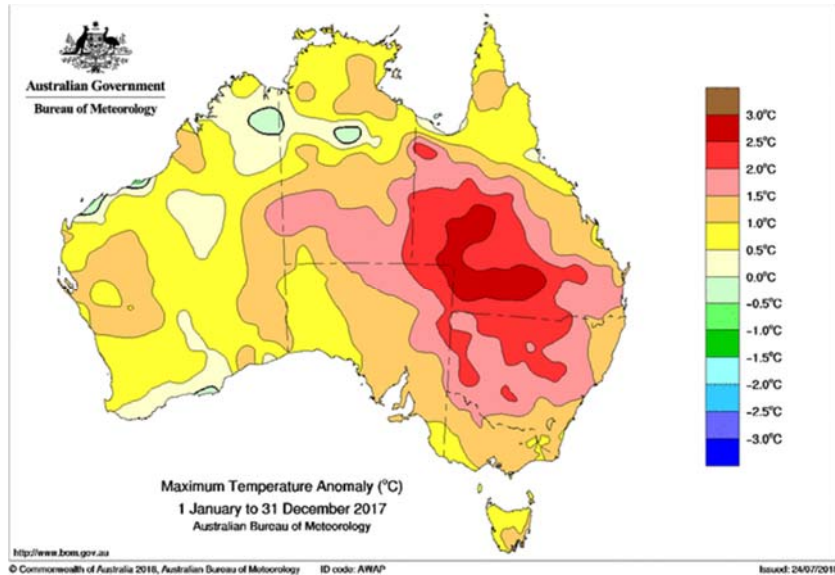 Australian Government
Bureau of Meteorology
3.0°C
2.5°C
2.0°C
1.5°C
1.0°C
0.5°C
0.0°C
-0.5°C
-1.0°C
-1.5°C
-2.0°C
-2.5°C
-3.0°C
Maximum Temperature Anomaly (°C)
1 January to 31 December 2017
Australian Bureau of Meteorology
http://www.bom.gov.au
© Commonwealth of Australia 2018, Australian Bureau of Meteorology ID code: AWAP Issued: 24/07/2018